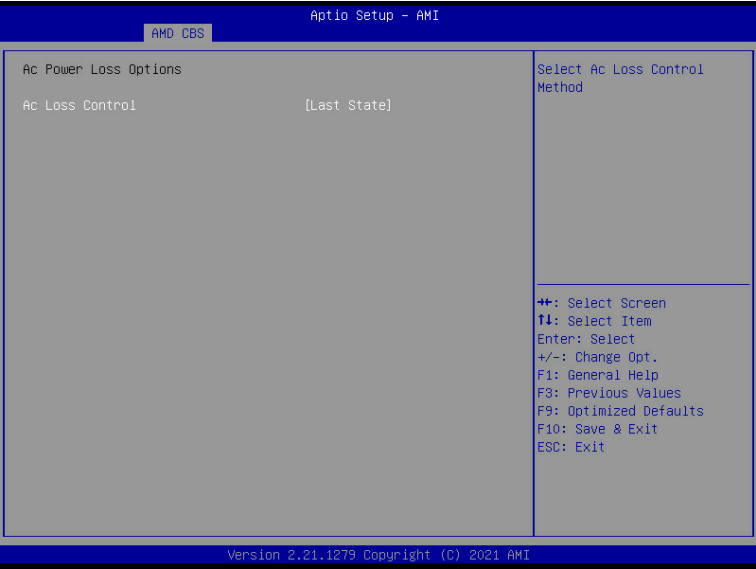 Aptio Setup – AMI
AMD CBS
Ac Power Loss Options
Ac Loss Control [Last State]
Select Ac Loss Control
Method
→←: Select Screen
↑↓: Select Item
Enter: Select
+/-: Change Opt.
F1: General Help
F3: Previous Values
F9: Optimized Defaults
F10: Save & Exit
ESC: Exit
Version 2.21.1279 Copyright (C) 2021 AMI